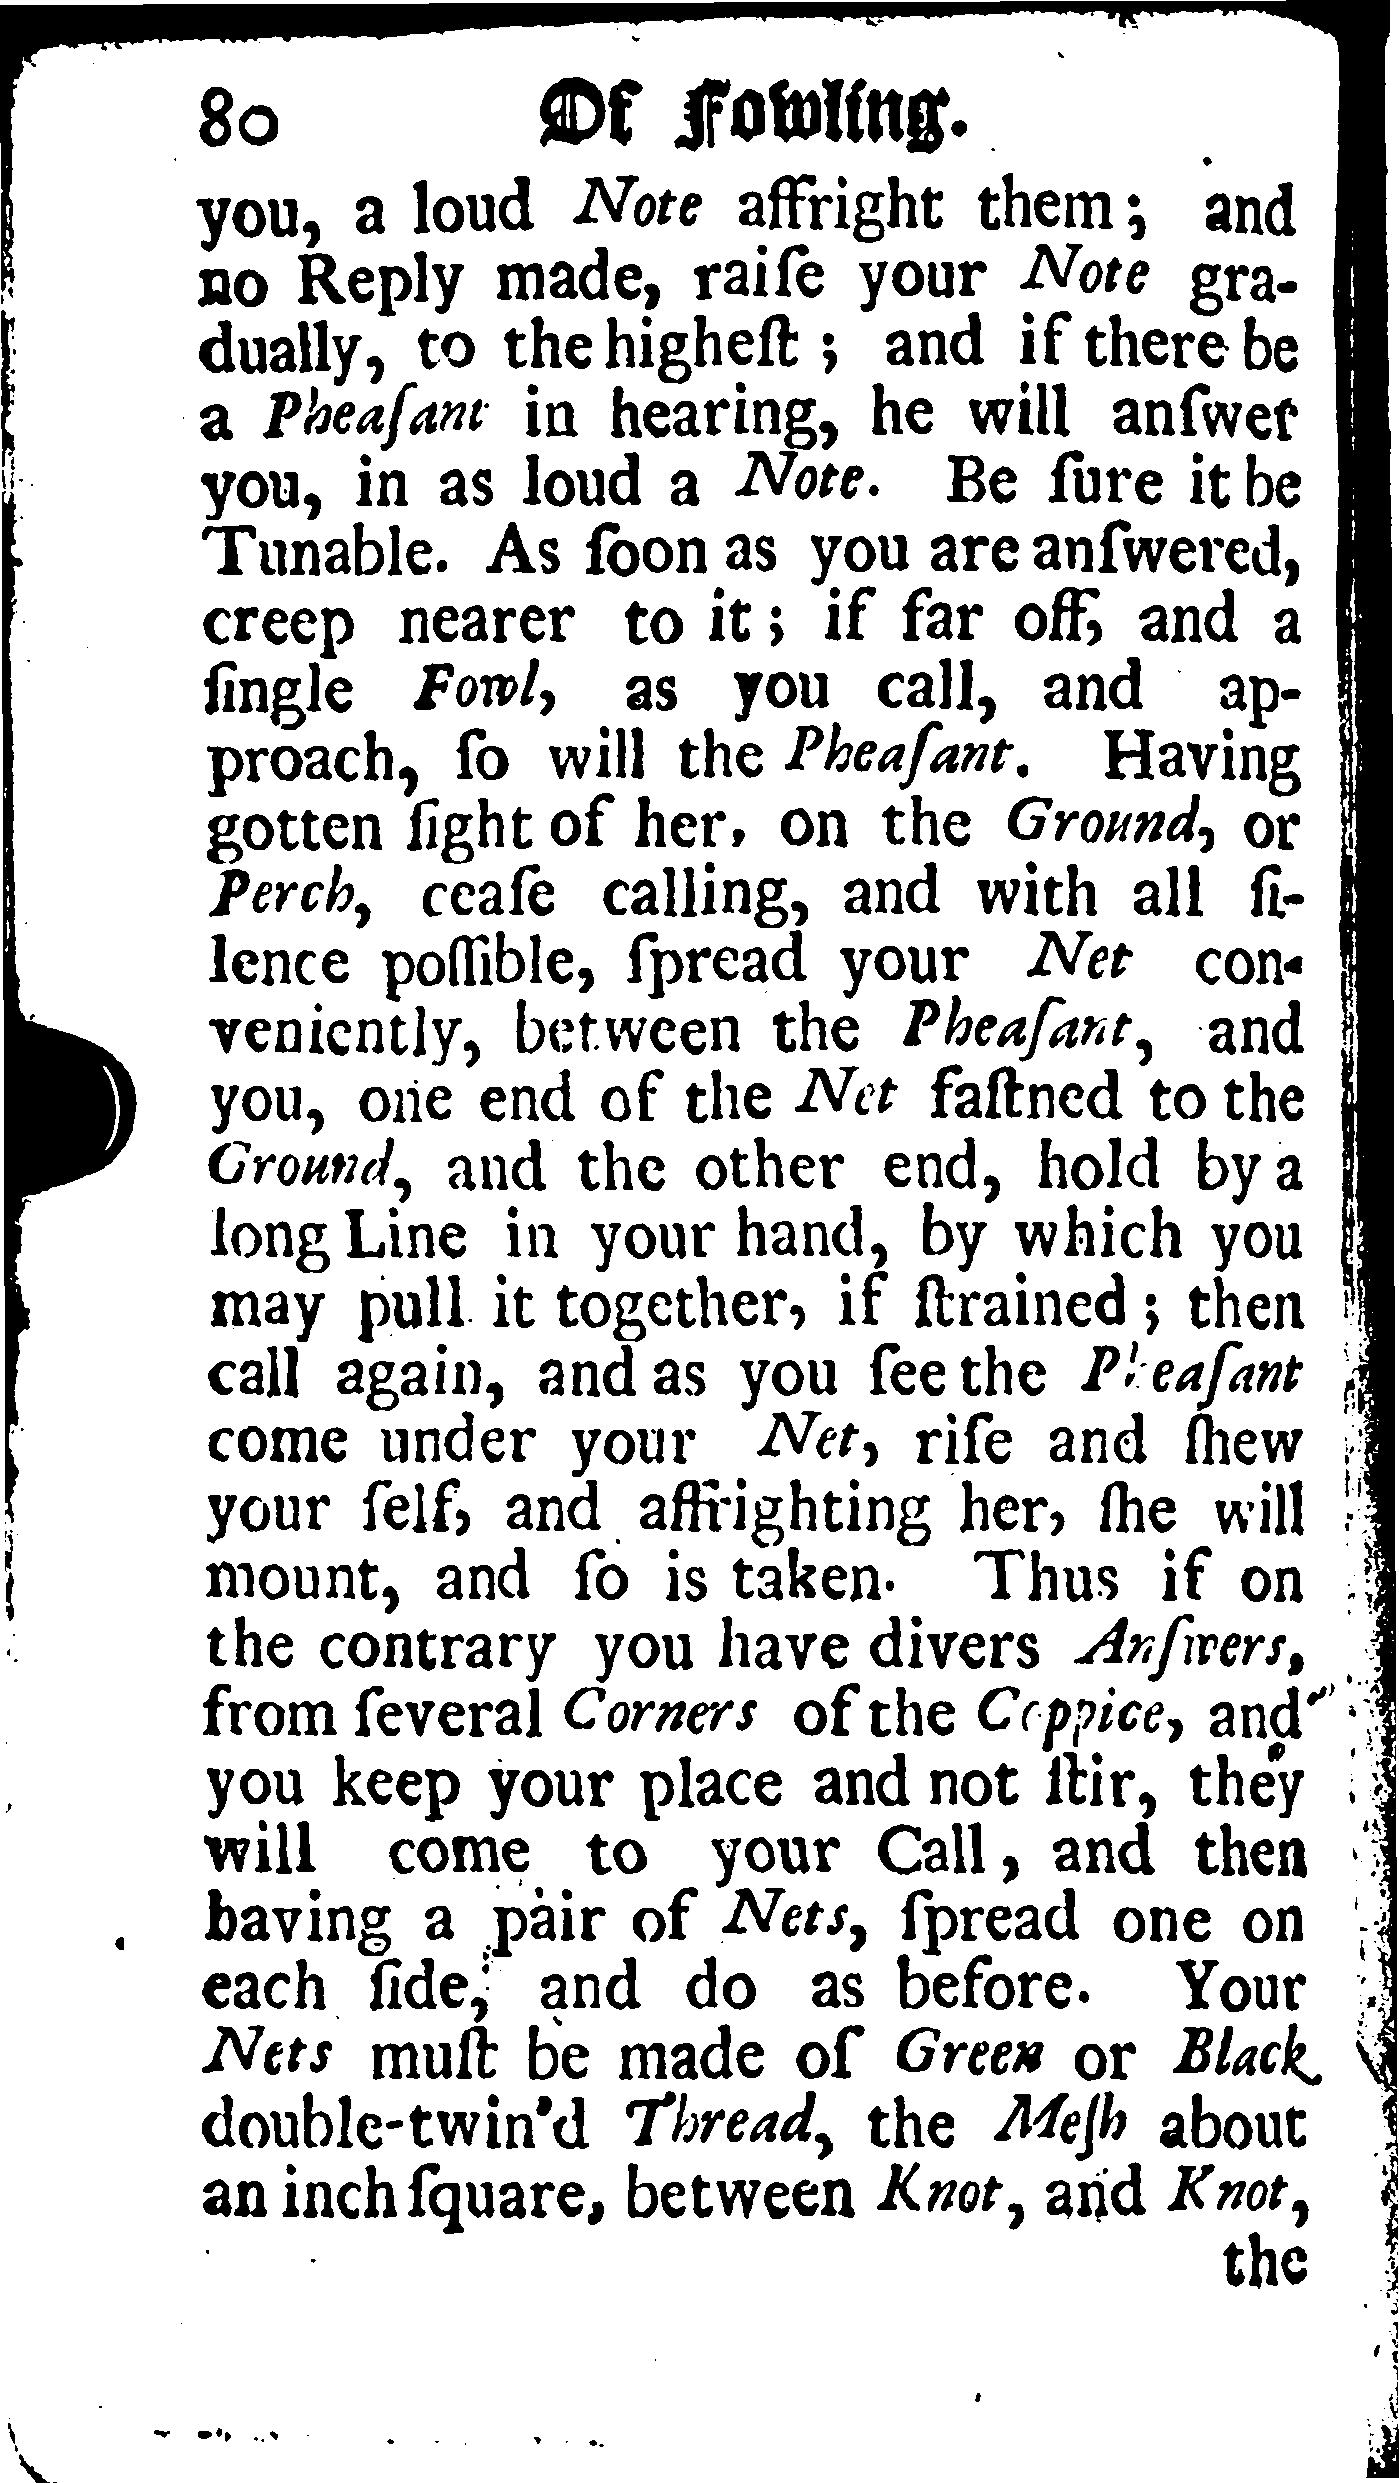 80 Of Fowling.
you, a loud Note affright them; and
no Reply made, raiſe your Note gra-
dually, to the higheſt; and if there be
a Pheaſant in hearing, he will anſwer
you, in as loud a Note. Be ſure it be
Tunable. As ſoon as you are anſwered,
creep nearer to it; if far off, and a
ſingle Fowl, as you call, and ap-
proach, ſo will the Pheaſant. Having
gotten ſight of her, on the Ground, or
Perch, ceaſe calling, and with all ſi-
lence poſſible, ſpread your Net con-
veniently, between the Pheaſant, and
you, one end of the Net faſtned to the
Ground, and the other end, hold by a
long Line in your hand, by which you
may pull it together, if ſtrained; then
call again, and as you ſee the Pheaſant
come under your Net, riſe and ſhew
your ſelf, and affrighting her, ſhe will
mount, and ſo is taken. Thus if on
the contrary you have divers Anſwers,
from ſeveral Corners of the Coppice, and
you keep your place and not ſtir, they
will come to your Call, and then
having a pair of Nets, ſpread one on
each ſide, and do as before. Your
Nets muſt be made of Green or Black
double-twin'd Thread, the Meſh about
an inch ſquare, between Knot, and Knot,
the